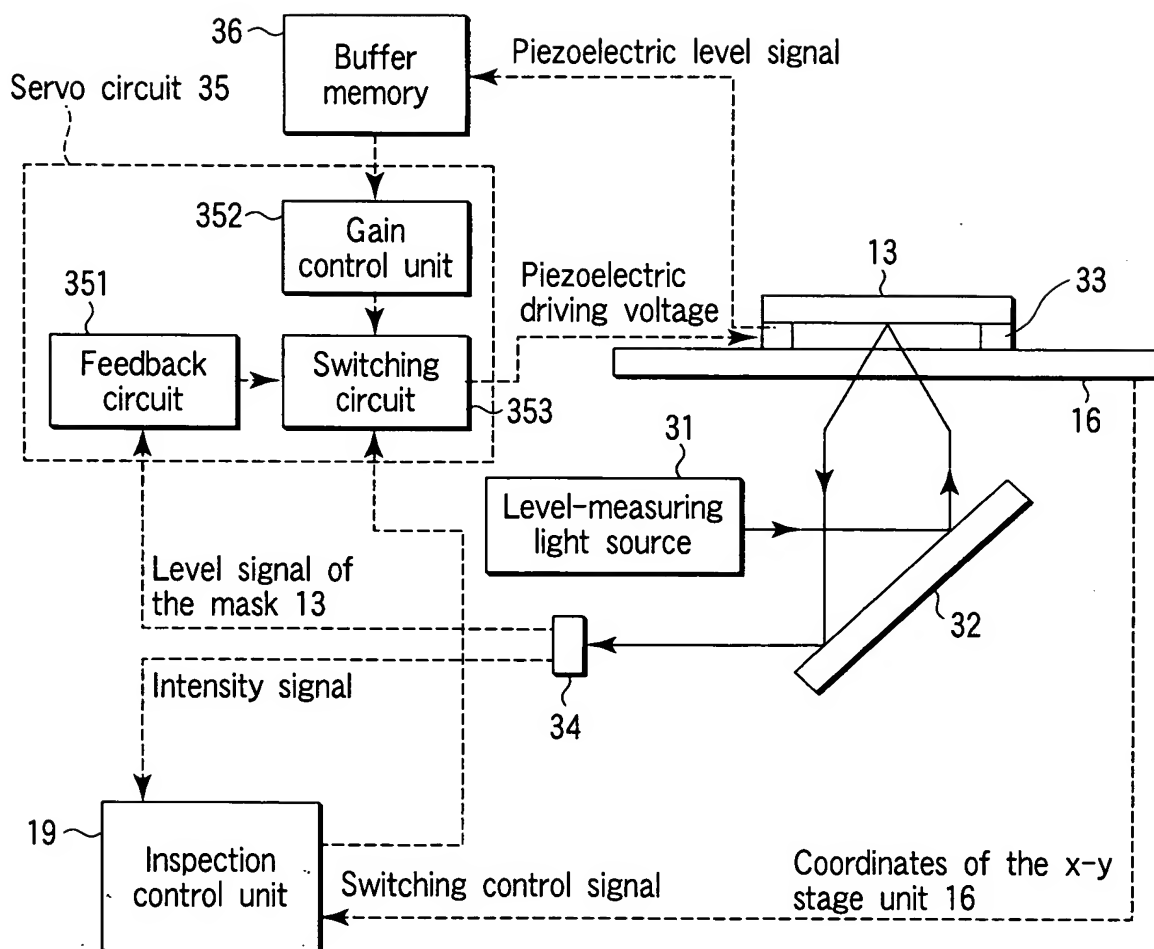 36
Buffer
memory
Piezoelectric level signal
Servo circuit 35
352
Gain
control unit
351
Feedback
circuit
Switching
circuit
353
Piezoelectric
driving voltage
13
33
16
31
Level-measuring
light source
32
Level signal of
the mask 13
34
Intensity signal
19
Inspection
control unit
Switching control signal
Coordinates of the x-y
stage unit 16